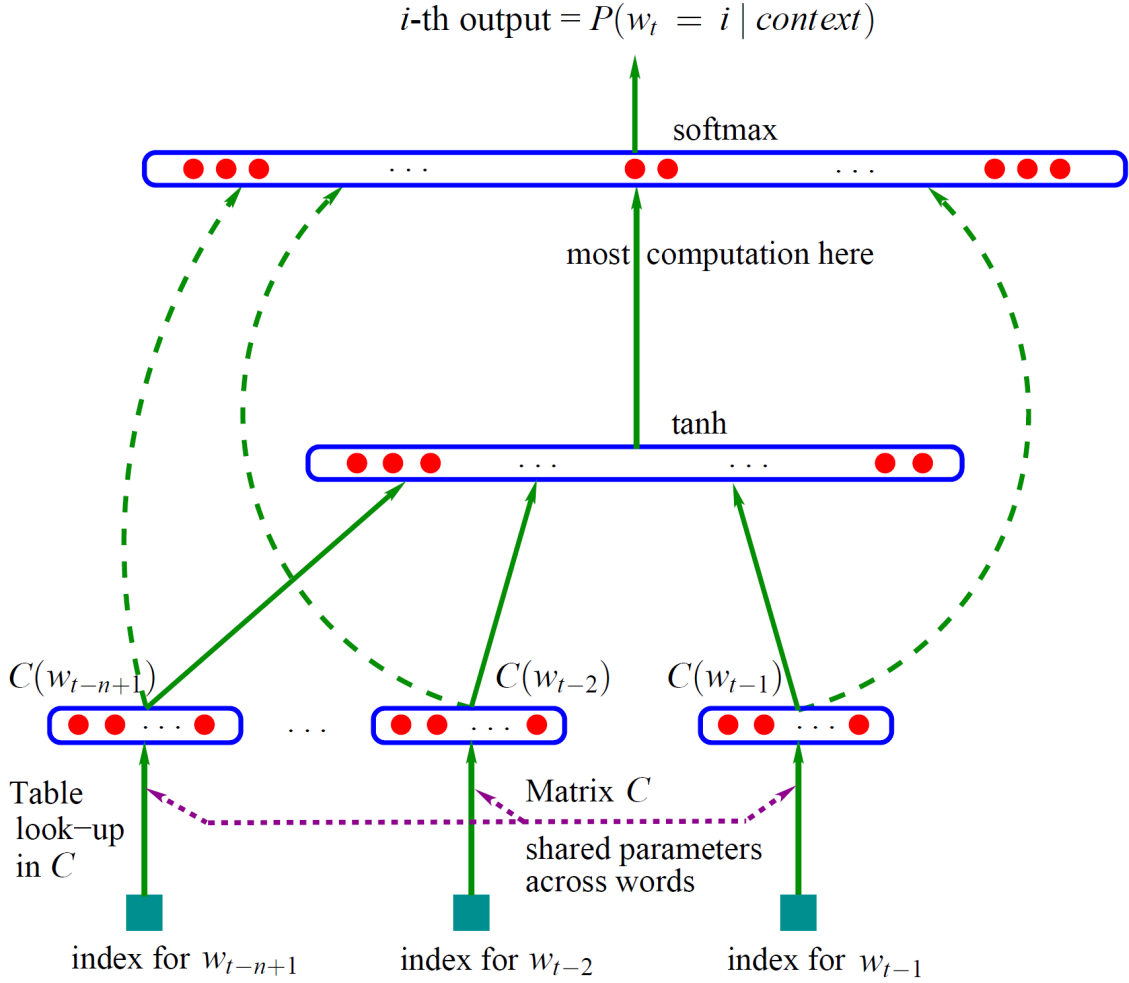 i-th output = P(w_t = i | context)
softmax
. . .
. . .
most computation here
tanh
. . .
. . .
C(w_{t−n+1})
C(w_{t−2})
C(w_{t−1})
. . .
. . .
. . .
. . .
Table
look−up
in C
Matrix C
shared parameters
across words
index for w_{t−n+1}
index for w_{t−2}
index for w_{t−1}